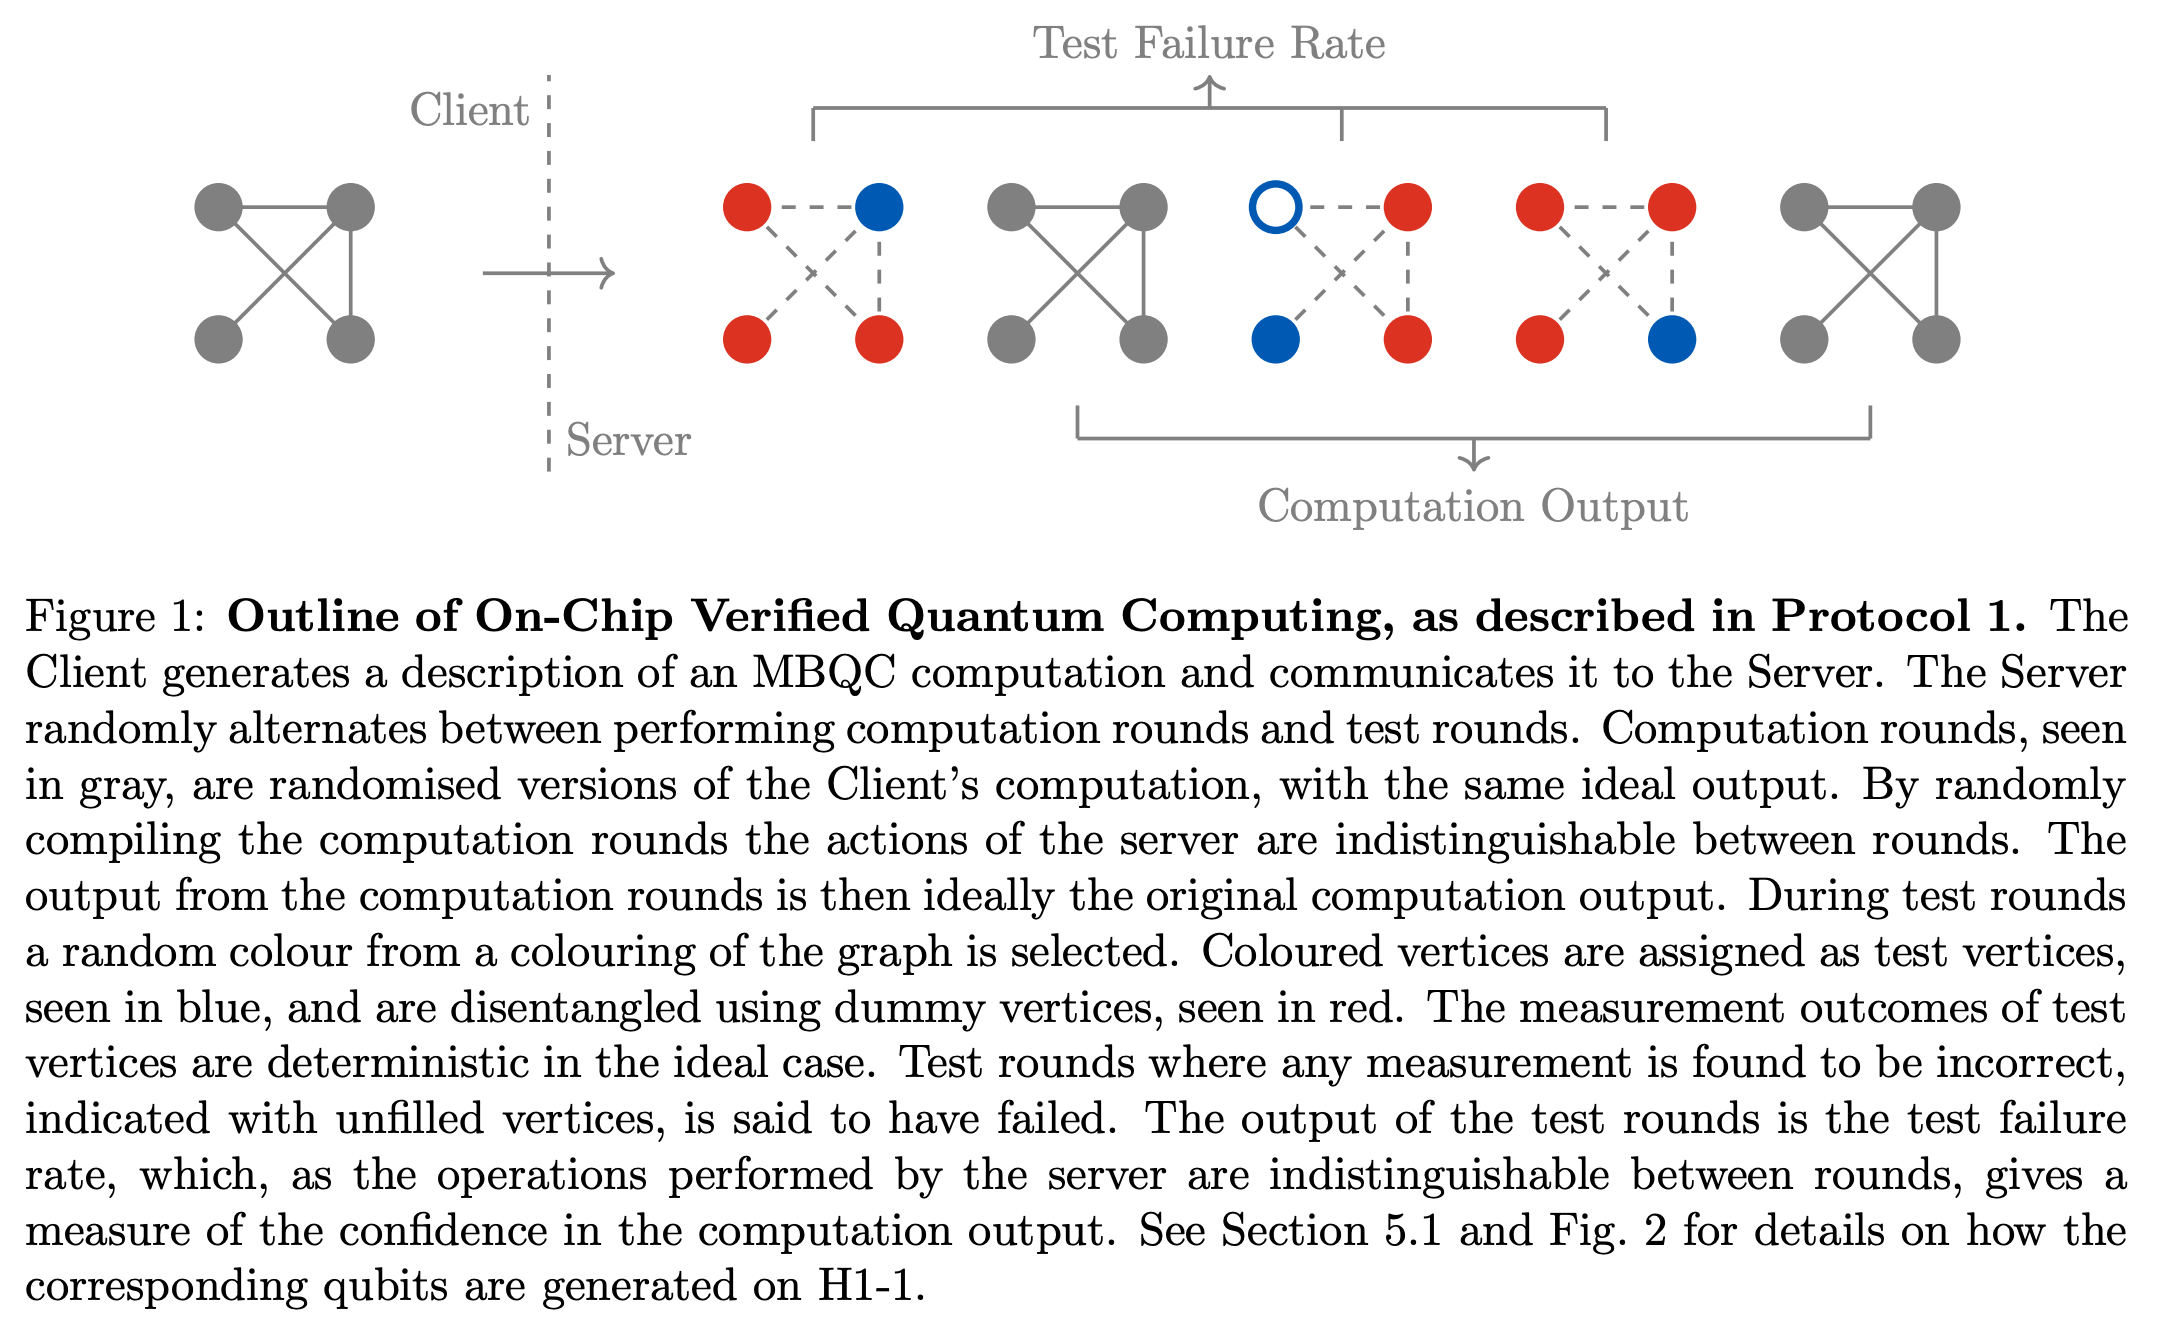 Test Failure Rate
Client
Server
Computation Output
Figure 1: Outline of On-Chip Verified Quantum Computing, as described in Protocol 1. The
Client generates a description of an MBQC computation and communicates it to the Server. The Server
randomly alternates between performing computation rounds and test rounds. Computation rounds, seen
in gray, are randomised versions of the Client's computation, with the same ideal output. By randomly
compiling the computation rounds the actions of the server are indistinguishable between rounds. The
output from the computation rounds is then ideally the original computation output. During test rounds
a random colour from a colouring of the graph is selected. Coloured vertices are assigned as test vertices,
seen in blue, and are disentangled using dummy vertices, seen in red. The measurement outcomes of test
vertices are deterministic in the ideal case. Test rounds where any measurement is found to be incorrect,
indicated with unfilled vertices, is said to have failed. The output of the test rounds is the test failure
rate, which, as the operations performed by the server are indistinguishable between rounds, gives a
measure of the confidence in the computation output. See Section 5.1 and Fig. 2 for details on how the
corresponding qubits are generated on H1-1.